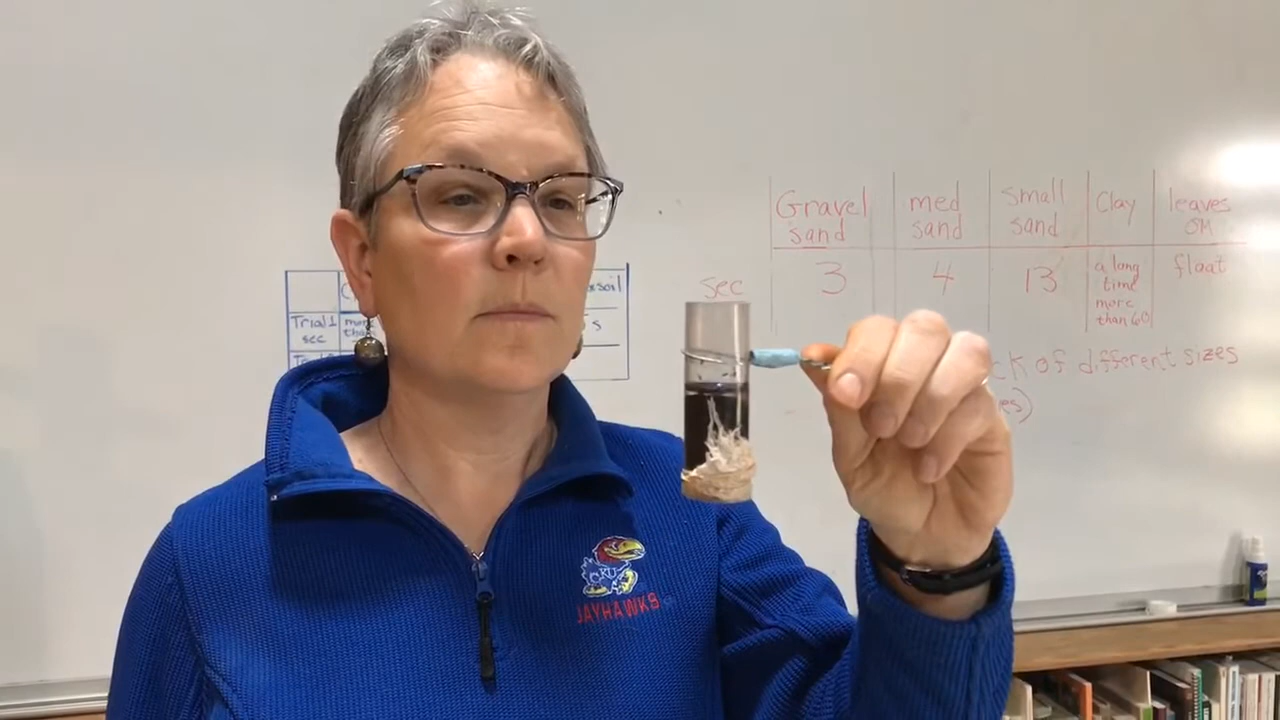 Gravel med small Clay leaves
sand sand sand OM
sec 3 4 13 a long float
time
more
than 60
Trial 1
sec
s
of different sizes
KU
JAYHAWKS